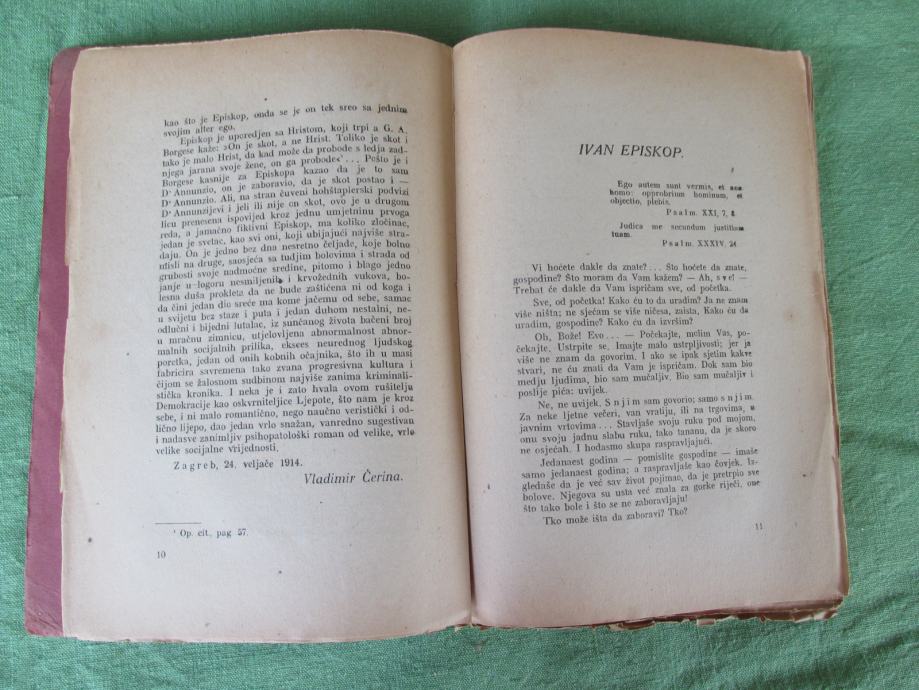 kao što je Episkop, onda se je on tek sreo sa jednim
svojim alter ego.
Episkop je uporedjen sa Hristom, koji trpi a G. A.
Borgese kaže: »On je skot, a ne Hrist. Toliko je skot i
tako je malo Hrist, da kad može da probode s ledja zad-
njega jarana svoje žene, on ga probode«¹... Pošto je i
Borgese kasnije za Episkopa kazao da je to sam
D'Annunzio, on je zaboravio, da je skot postao i —
D'Annunzio. Ali, na stran čuveni hohštapierski podvizi
D'Annunzijevi i jeli ili nije on skot, ovo je u drugom
licu prenesena ispovijed kroz jednu umjetninu prvoga
reda, a jamačno fiktivni Episkop, ma koliko zločinac,
jedan je svetac, kao svi oni, koji ubijajući najviše stra-
daju. On je jedno bez dna nesretno čeljade, koje bolno
ufisli na druge, saosjeća sa tudjim bolovima i strada od
grubosti svoje nadmoćne sredine, pitomo i blago jedno
janje u-logoru nesmiljenih i krvožednih vukova, bo-
lesna duša prokleta da ne bude zaštićena ni od koga i
da čini jedan dio sreće ma kome jačemu od sebe, samac
u svijetu bez staze i puta i jedan duhom nestalni, ne-
odlučni i bijedni lutalac, iz sunčanog života bačeni broj
u mračnu zimnicu, utjelovljena abnormalnost abnor-
malnih socijalnih prilika, ekses neurednog ljudskog
poretka, jedan od onih kobnih očajnika, što ih u masi
fabricira savremena tako zvana progresivna kultura i
čijom se žalosnom sudbinom najviše zanima kriminali-
stička kronika. I neka je i zato hvala ovom rušitelju
Demokracije kao oskvrnitelјice Ljepote, što nam je kroz
sebe, i ni malo romantično, nego naučno veristički i od-
lično lijepo, dao jedan vrlo snažan, vanredno sugestivan
i nadasve zanimljiv psihopatološki roman od velike, vrlo
velike socijalne vrijednosti.
Zagreb, 24. veljače 1914.
Vladimir Čerina.
¹ Op. cit, pag 57.
10
IVAN EPISKOP.
Ego autem sunt vermis, et non
homo: opprobrium hominum, et
objectio, plebis.
Psalm. XXI, 7, 8.
Judica me secundum justitiam
tuam.
Psalm. XXXIV. 24.
Vi hoćete dakle da znate?... Što hoćete da znate,
gospodine? Što moram da Vam kažem? — Ah, sve! —
Trebat će dakle da Vam ispričam sve, od početka.
Sve, od početka! Kako ću to da uradim? Ja ne znam
više ništa; ne sjećam se više ničesa, zaista, Kako ću da
uradim, gospodine? Kako ću da izvršim?
Oh, Bože! Evo... — Počekajte, melim Vas, po-
čekajte. Ustrpite se. Imajte malo ustrpljivosti; jer ja
više ne znam da govorim. I ako se ipak sjetim kakve
stvari, ne ću znati da Vam je ispričam. Dok sam bio
medju ljudima, bio sam mučaljiv. Bio sam mučaljiv i
poslije pića: uvijek.
Ne, ne uvijek. Snjim sam govorio; samo snjim.
Za neke ljetne večeri, van vratiju, ili na trgovima, u
javnim vrtovima... Stavljaše svoju ruku pod mojom,
onu svoju jadnu slabu ruku, tako tananu, da je skoro
ne osjećah. I hodasmo skupa raspravljajući.
Jedanaest godina — pomislite gospodine — imaše
samo jedanaest godina; a raspravljaše kao čovjek. Iz-
gledaše da je već sav život pojimao, da je pretrpio sve
bolove. Njegova su usta već znala za gorke riječi, one
što tako bole i što se ne zaboravljaju!
Tko može išta da zaboravi? Tko?
11